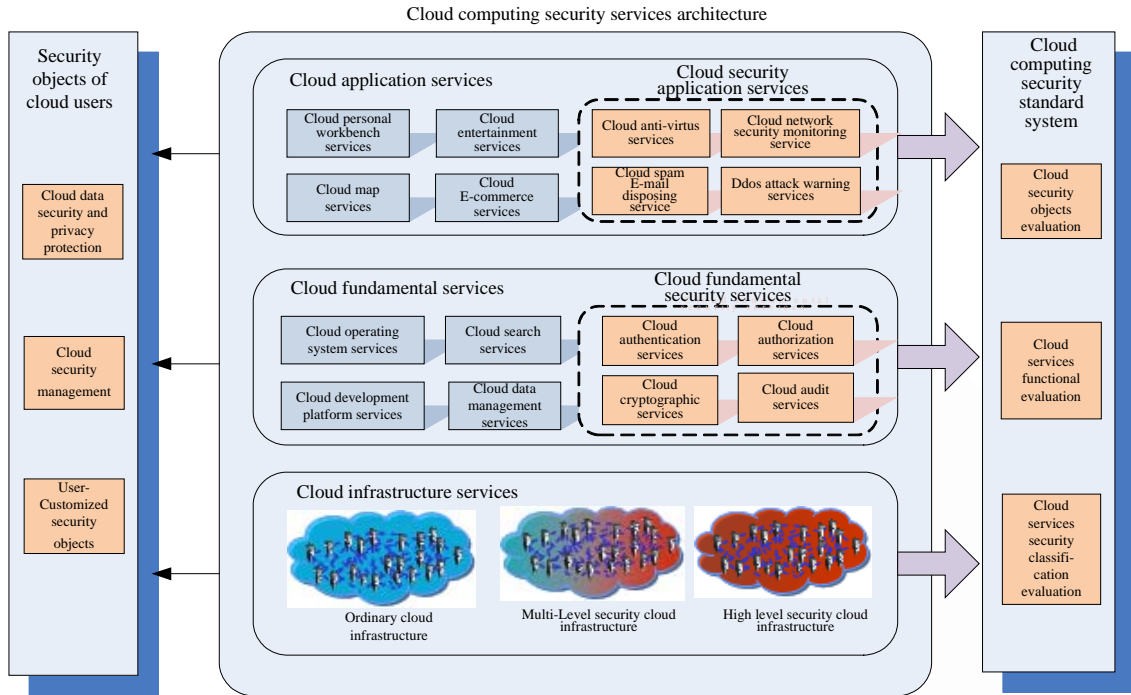 Cloud computing security services architecture
Security
objects of
cloud users
Cloud data
security and
privacy
protection
Cloud
security
management
User-
Customized
security
objects
Cloud application services
Cloud personal
workbench
services
Cloud
entertainment
services
Cloud map
services
Cloud
E-commerce
services
Cloud security
application services
Cloud anti-virtus
services
Cloud network
security monitoring
service
Cloud spam
E-mail
disposing
service
Ddos attack warning
services
Cloud fundamental services
Cloud operating
system services
Cloud search
services
Cloud development
platform services
Cloud data
management
services
Cloud fundamental
security services
Cloud
authentication
services
Cloud
authorization
services
Cloud
cryptographic
services
Cloud audit
services
Cloud infrastructure services
Ordinary cloud
infrastructure
Multi-Level security cloud
infrastructure
High level security cloud
infrastructure
Cloud
computing
security
standard
system
Cloud
security
objects
evaluation
Cloud
services
functional
evaluation
Cloud
services
security
classifi-
cation
evaluation